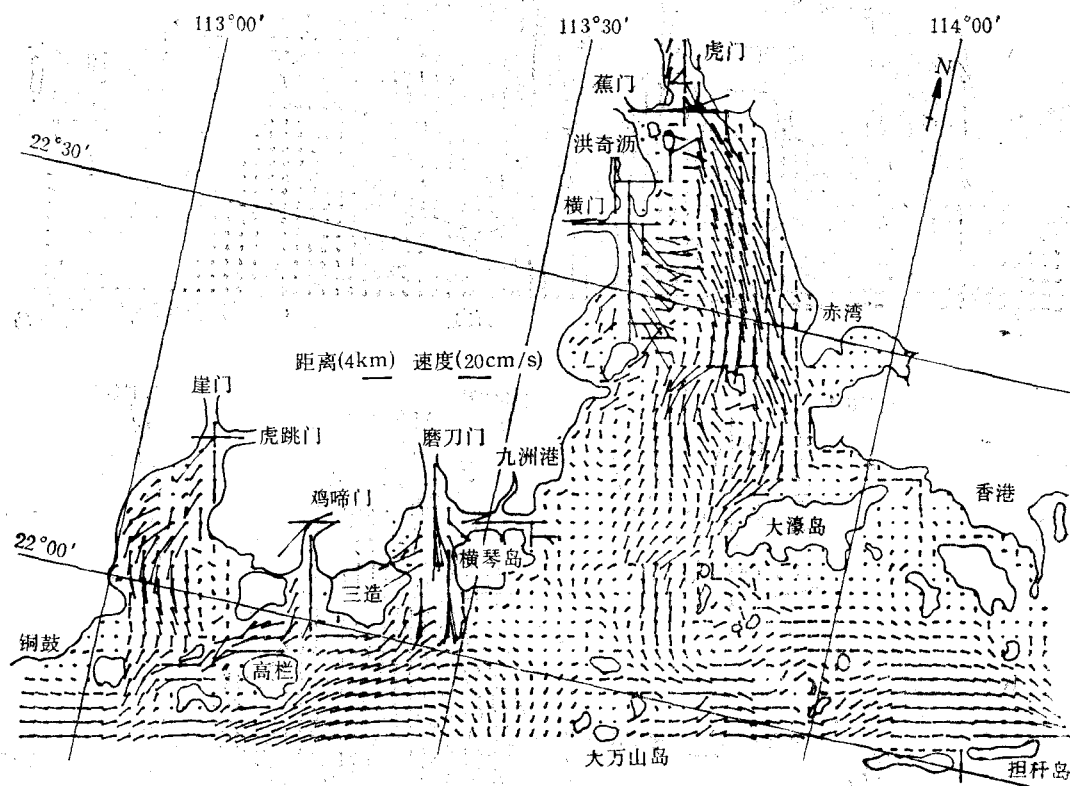 113°00′
113°30′
114°00′
虎门
N
蕉门
22°30′
洪奇沥
横门
赤湾
距离(4km) 速度(20cm/s)
崖门
虎跳门
磨刀门
九洲港
鸡啼门
香港
大濠岛
22°00′
横琴岛
三造
铜鼓
高栏
大万山岛
担秆岛